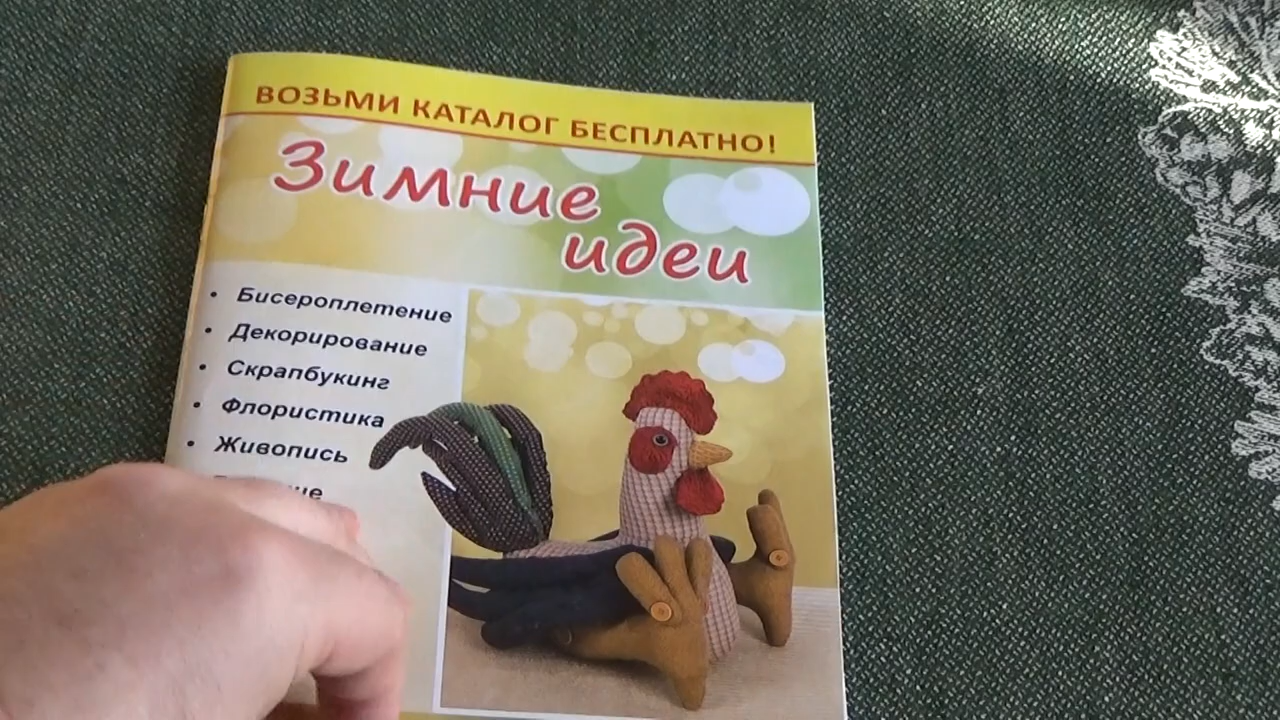 ВОЗЬМИ КАТАЛОГ БЕСПЛАТНО!
Зимние
идеи
• Бисероплетение
• Декорирование
• Скрапбукинг
• Флористика
• Живопись